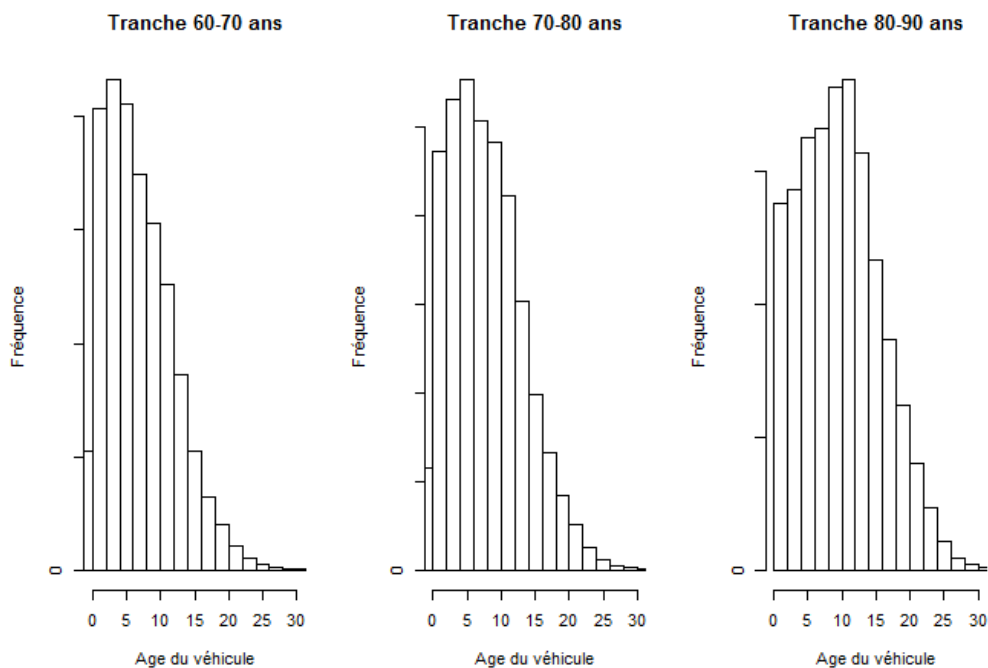 Tranche 60-70 ans
Fréquence
0
0 5 10 15 20 25 30
Age du véhicule
Tranche 70-80 ans
Fréquence
0
0 5 10 15 20 25 30
Age du véhicule
Tranche 80-90 ans
Fréquence
0
0 5 10 15 20 25 30
Age du véhicule